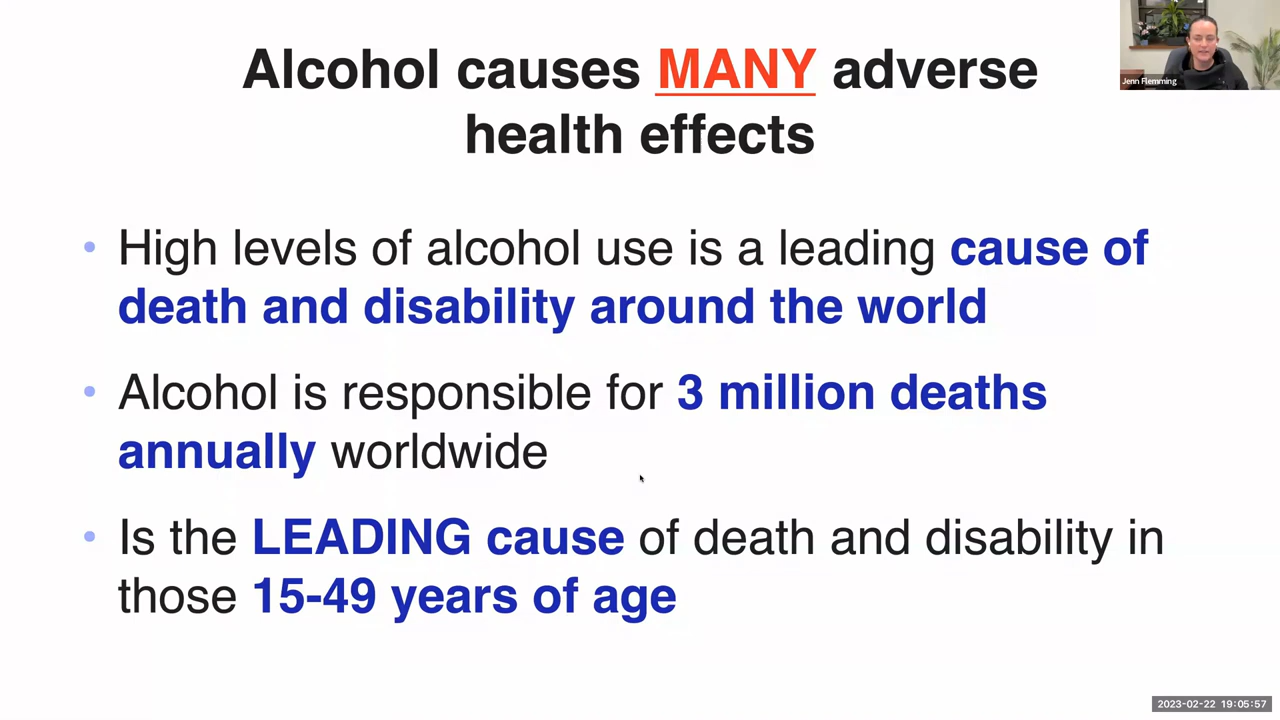 Alcohol causes MANY adverse
health effects
Jenn Flemming
• High levels of alcohol use is a leading cause of
death and disability around the world
• Alcohol is responsible for 3 million deaths
annually worldwide
• Is the LEADING cause of death and disability in
those 15-49 years of age
2023-02-22 19:05:57